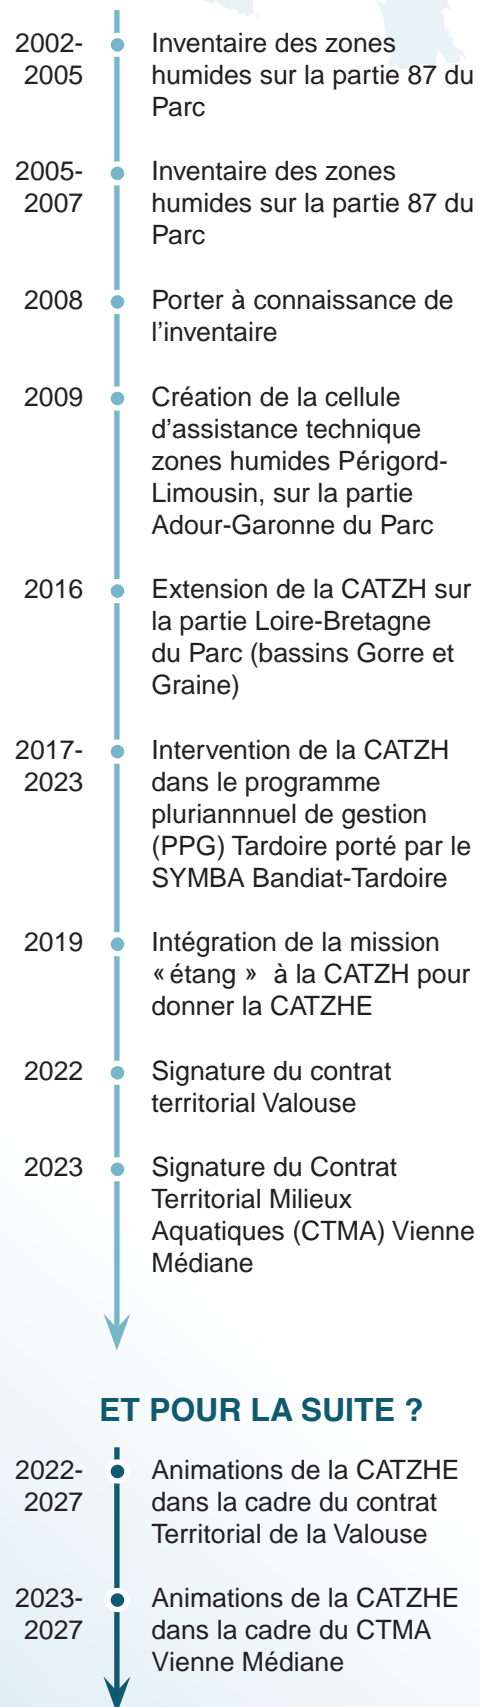 2002-
2005
Inventaire des zones
humides sur la partie 87 du
Parc
2005-
2007
Inventaire des zones
humides sur la partie 87 du
Parc
2008
Porter à connaissance de
l'inventaire
2009
Création de la cellule
d'assistance technique
zones humides Périgord-
Limousin, sur la partie
Adour-Garonne du Parc
2016
Extension de la CATZH sur
la partie Loire-Bretagne
du Parc (bassins Gorre et
Graine)
2017-
2023
Intervention de la CATZH
dans le programme
pluriannnuel de gestion
(PPG) Tardoire porté par le
SYMBA Bandiat-Tardoire
2019
Intégration de la mission
« étang »  à la CATZH pour
donner la CATZHE
2022
Signature du contrat
territorial Valouse
2023
Signature du Contrat
Territorial Milieux
Aquatiques (CTMA) Vienne
Médiane
ET POUR LA SUITE ?
2022-
2027
Animations de la CATZHE
dans la cadre du contrat
Territorial de la Valouse
2023-
2027
Animations de la CATZHE
dans la cadre du CTMA
Vienne Médiane